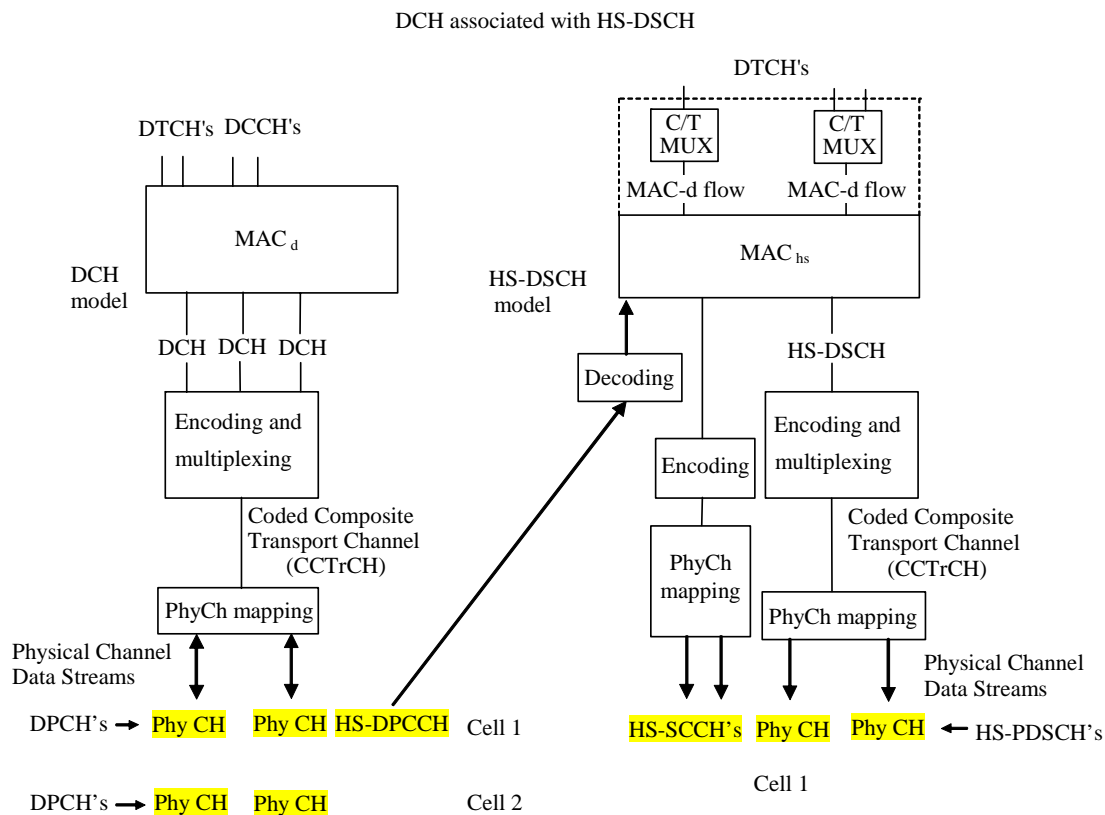 DCH associated with HS-DSCH
DTCH's DCCH's
MAC d
DCH
model
DCH DCH DCH
Encoding and
multiplexing
Coded Composite
Transport Channel
(CCTrCH)
PhyCh mapping
Physical Channel
Data Streams
DPCH's Phy CH Phy CH HS-DPCCH Cell 1
DPCH's Phy CH Phy CH Cell 2
DTCH's
C/T
MUX
C/T
MUX
MAC-d flow MAC-d flow
MAC hs
HS-DSCH
model
Decoding
HS-DSCH
Encoding
Encoding and
multiplexing
Coded Composite
Transport Channel
(CCTrCH)
PhyCh
mapping
PhyCh mapping
Physical Channel
Data Streams
HS-SCCH's Phy CH Phy CH HS-PDSCH's
Cell 1